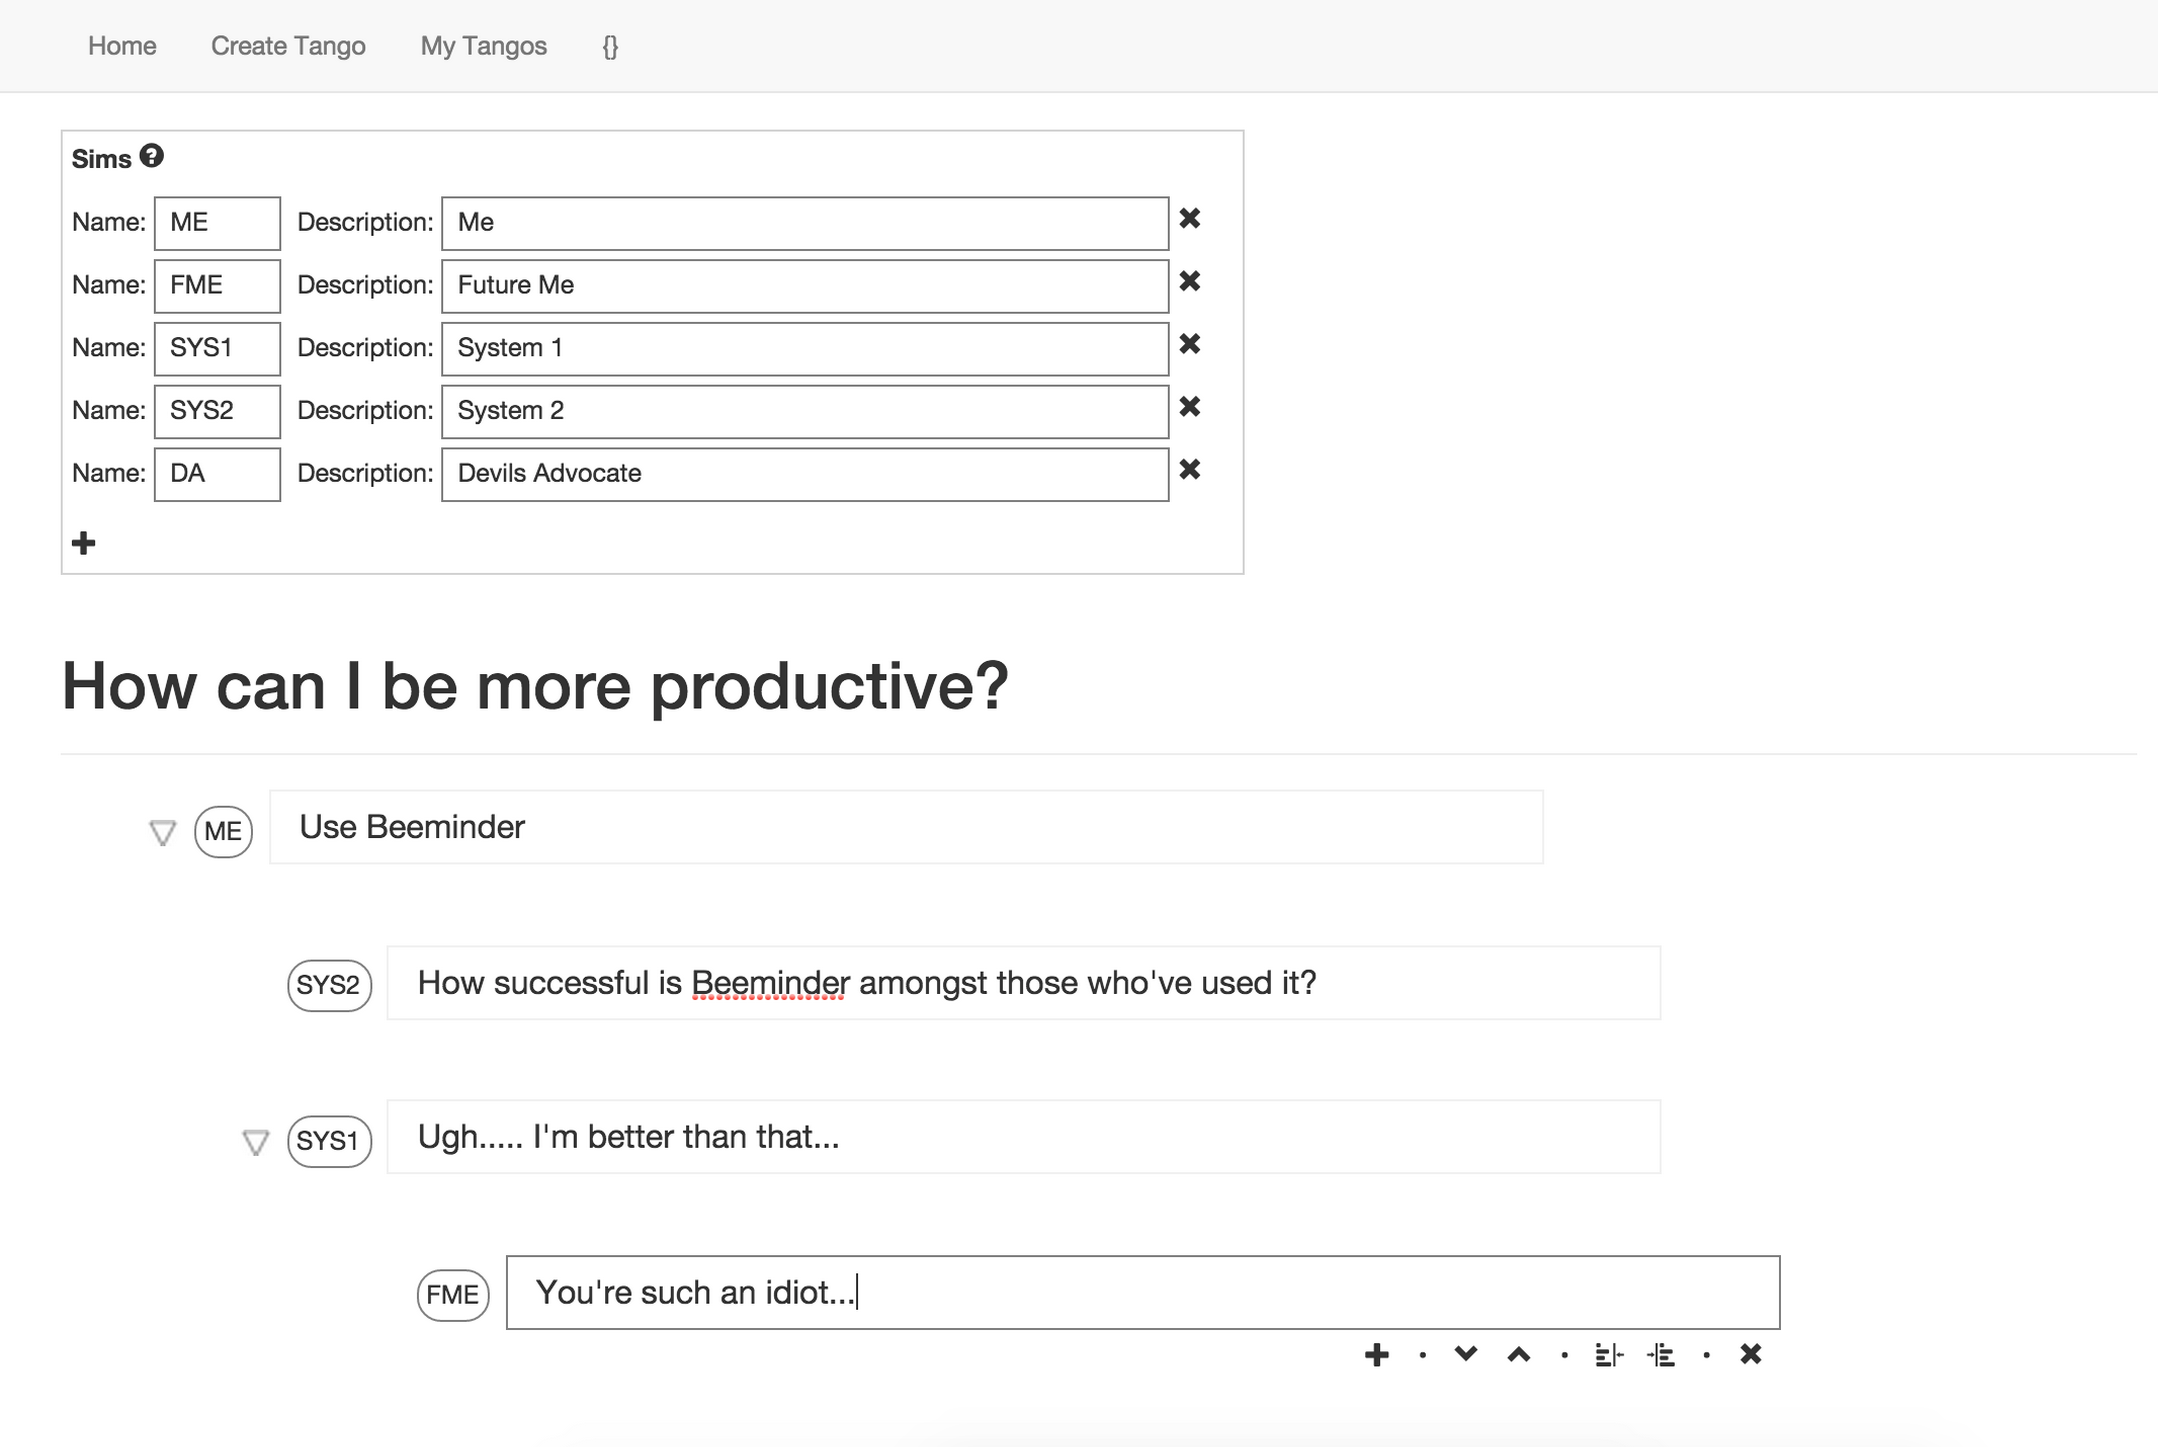 Home Create Tango My Tangos {}
Sims ?
Name: ME Description: Me
Name: FME Description: Future Me
Name: SYS1 Description: System 1
Name: SYS2 Description: System 2
Name: DA Description: Devils Advocate
How can I be more productive?
ME Use Beeminder
SYS2 How successful is Beeminder amongst those who've used it?
SYS1 Ugh..... I'm better than that...
FME You're such an idiot...